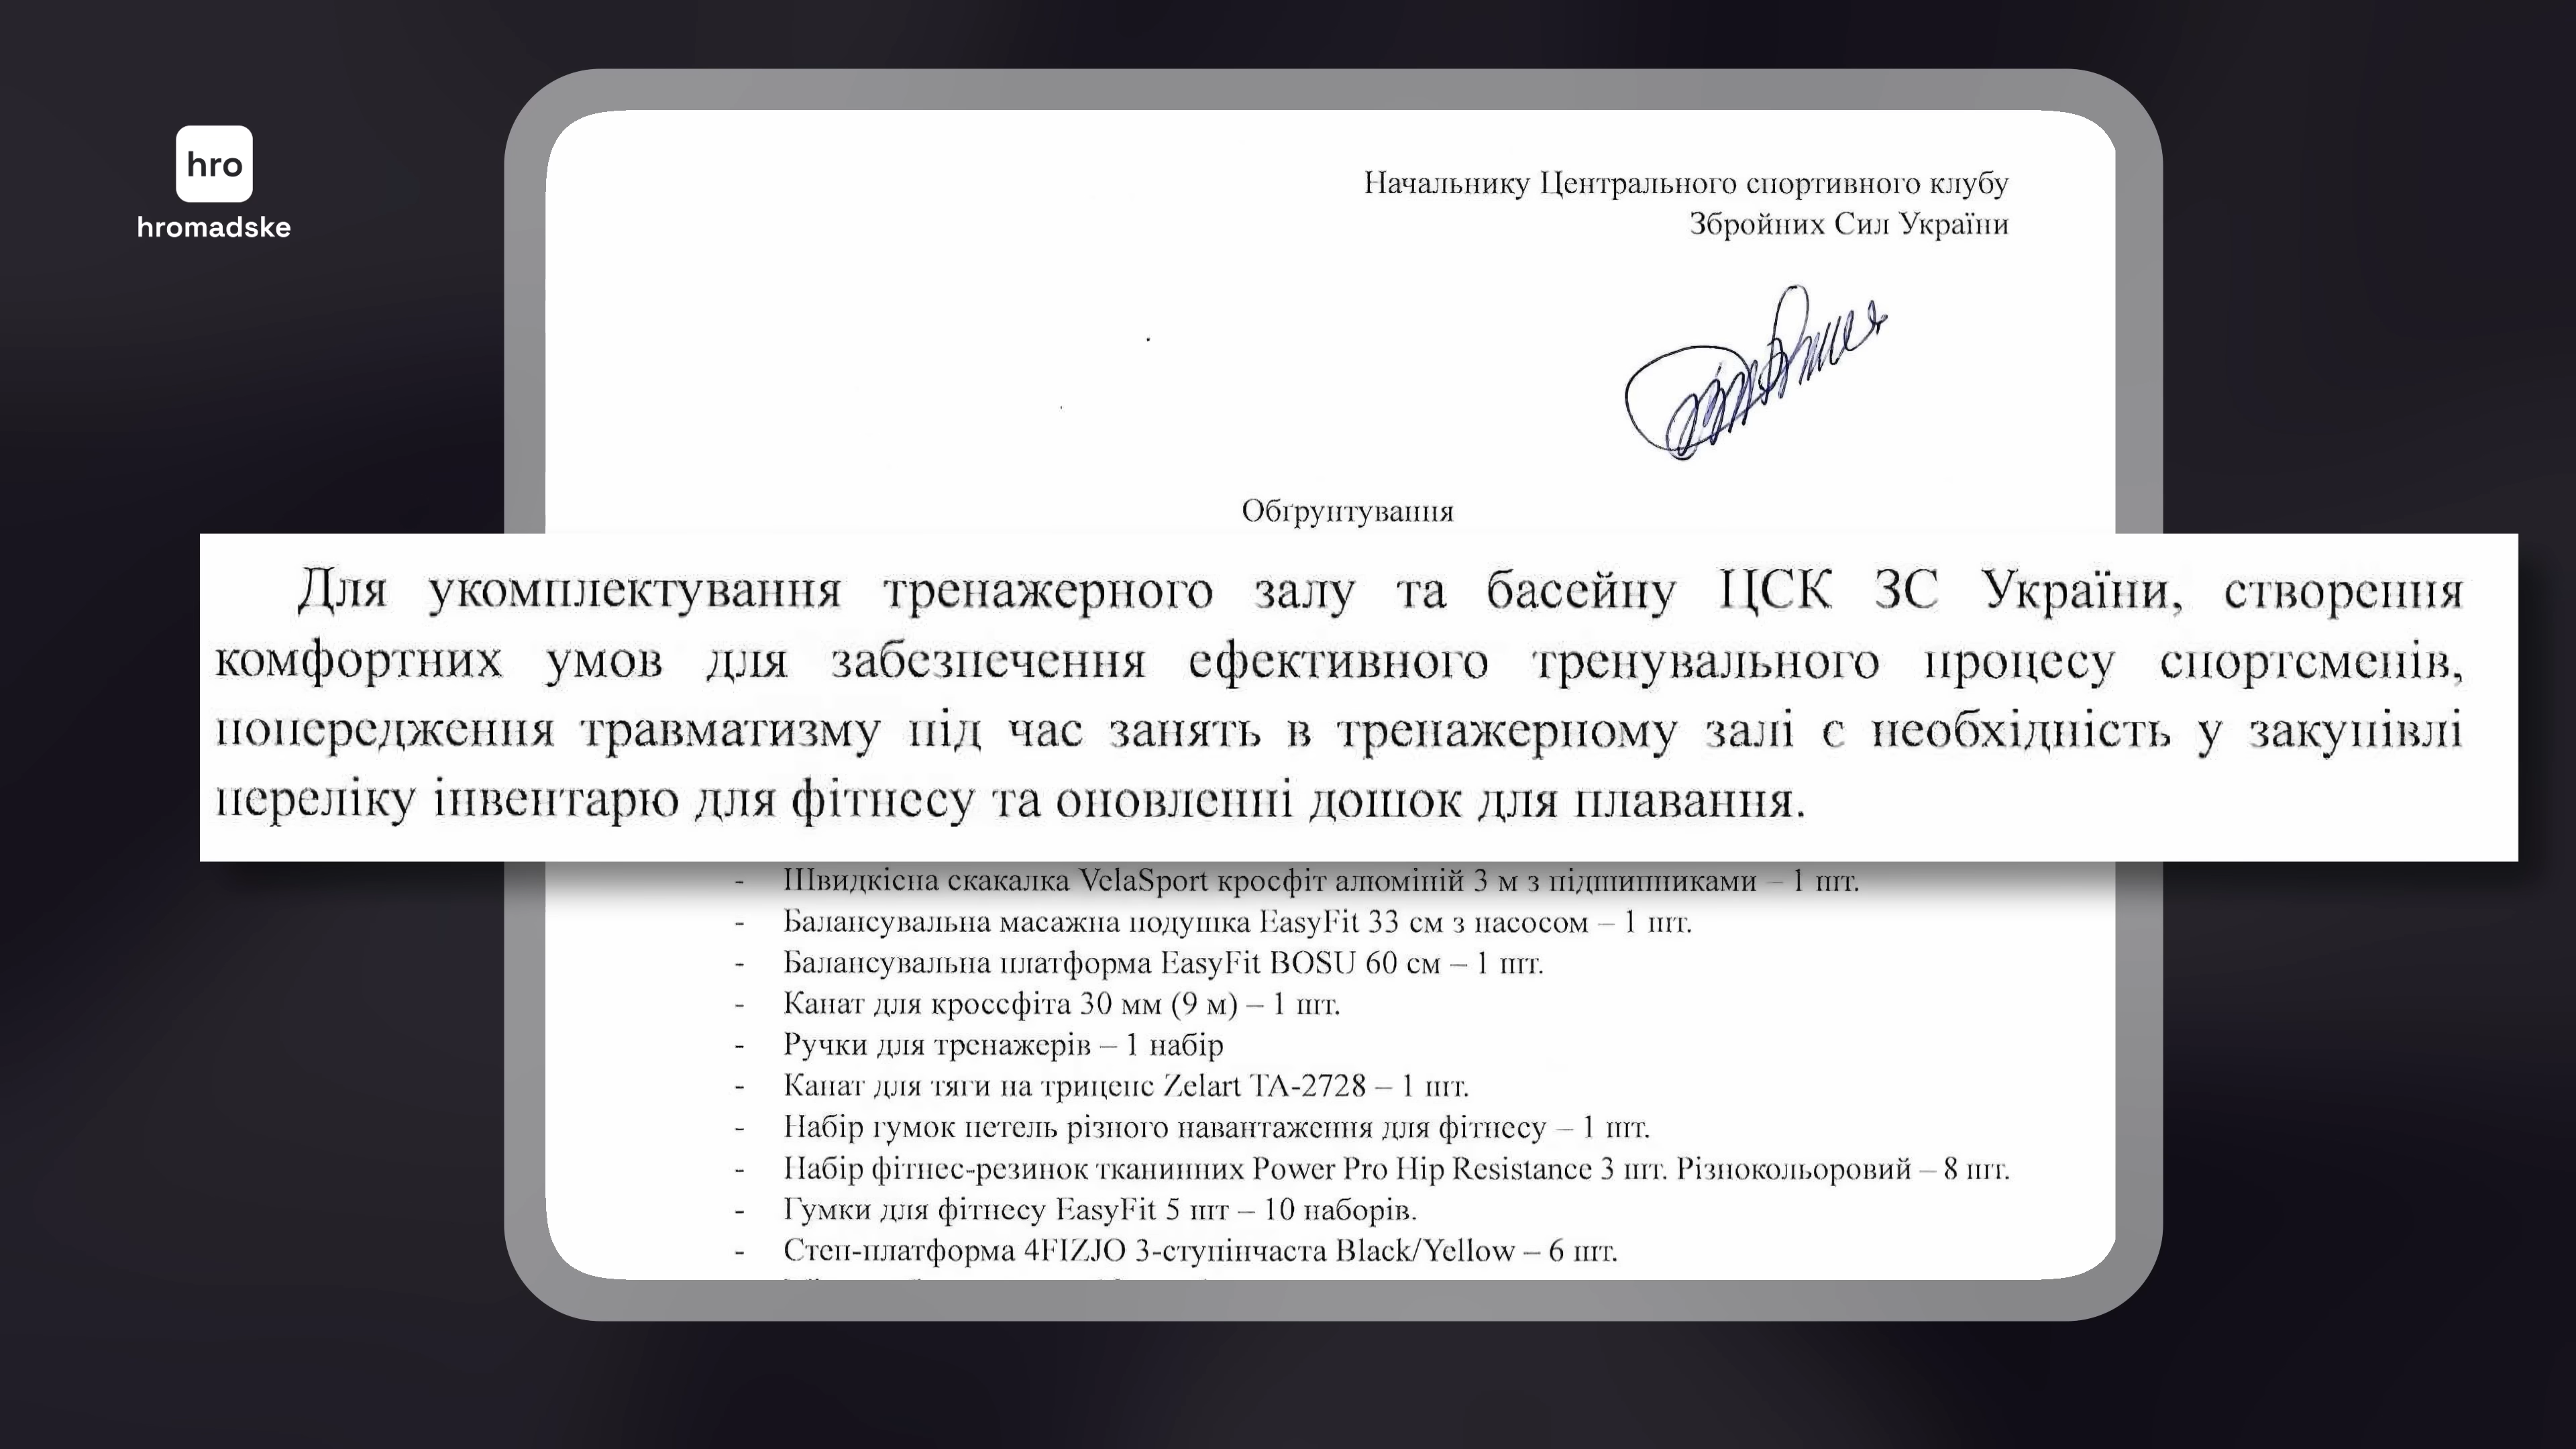 hro
hromadske
Начальнику Центрального спортивного клубу
Збройних Сил України
Обґрунтування
Для укомплектування тренажерного залу та басейну ЦСК ЗС України, створення
комфортних умов для забезпечення ефективного тренувального процесу спортсменів,
попередження травматизму під час занять в тренажерному залі є необхідність у закупівлі
переліку інвентарю для фітнесу та оновленні дошок для плавання.
- Швидкісна скакалка VelaSport кросфіт алюміній 3 м з підшипниками – 1 шт.
- Балансувальна масажна подушка EasyFit 33 см з насосом – 1 шт.
- Балансувальна платформа EasyFit BOSU 60 см – 1 шт.
- Канат для кроссфіта 30 мм (9 м) – 1 шт.
- Ручки для тренажерів – 1 набір
- Канат для тяги на трицепс Zelart TA-2728 – 1 шт.
- Набір гумок петель різного навантаження для фітнесу – 1 шт.
- Набір фітнес-резинок тканинних Power Pro Hip Resistance 3 шт. Різнокольоровий – 8 шт.
- Гумки для фітнесу EasyFit 5 шт – 10 наборів.
- Степ-платформа 4FIZJO 3-ступінчаста Black/Yellow – 6 шт.